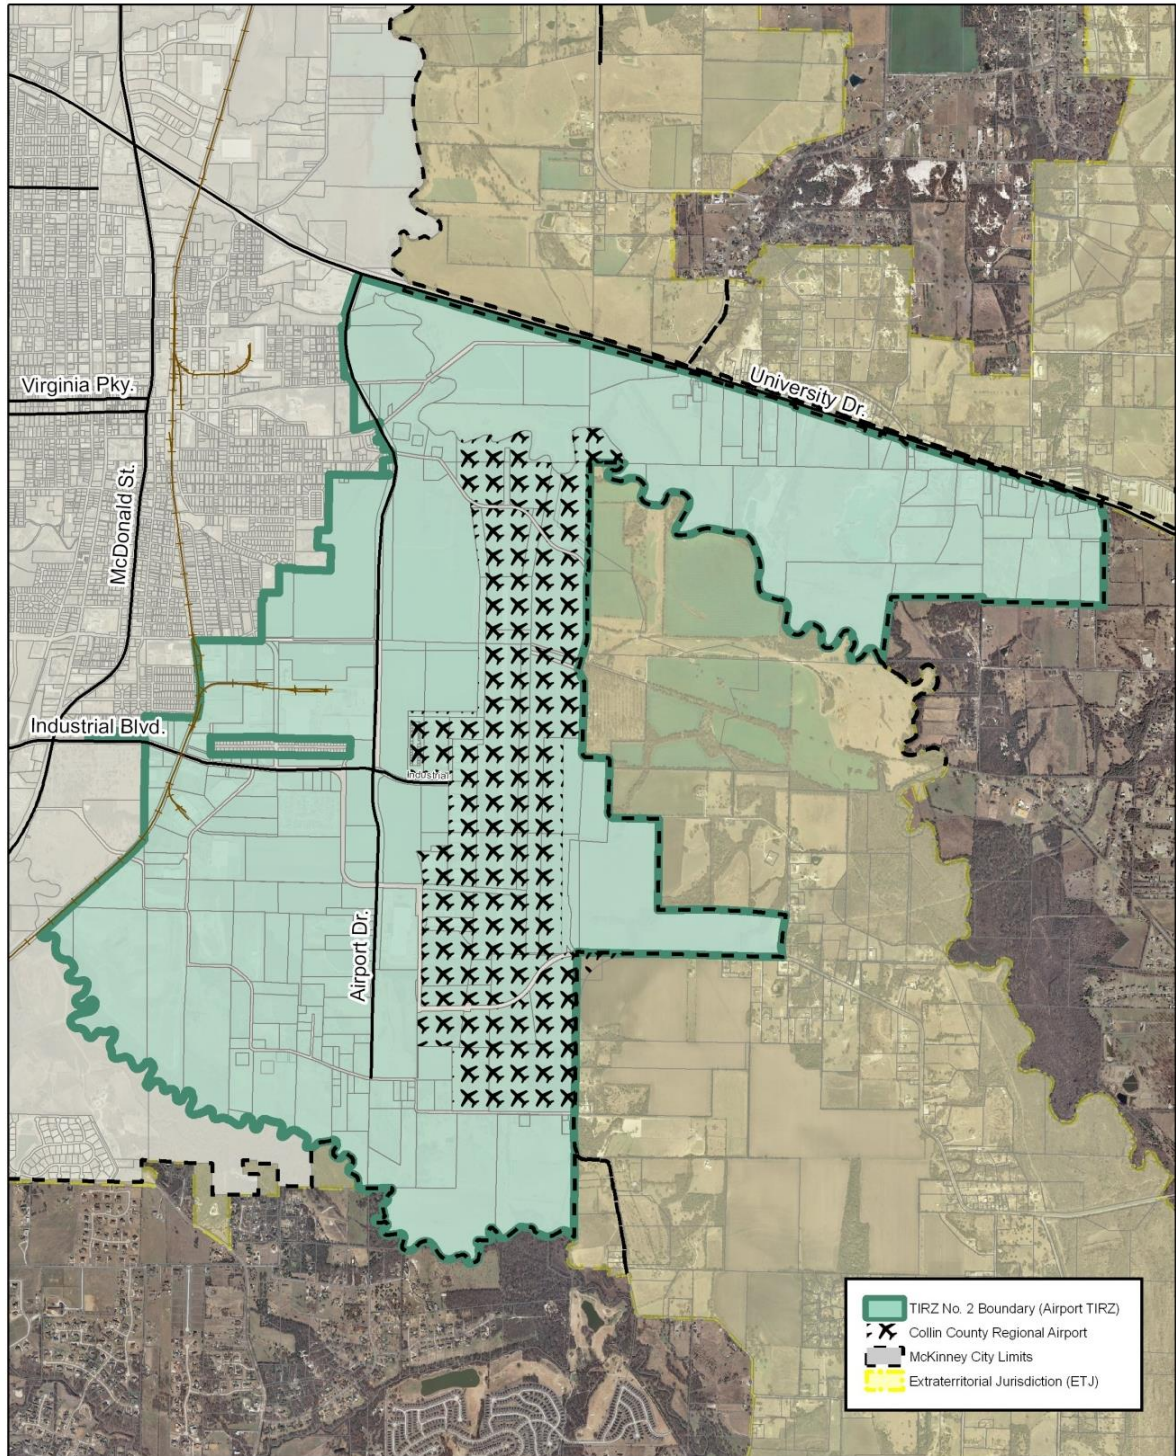 University Dr.
Virginia Pky.
McDonald St.
Industrial Blvd.
Industrial
Airport Dr.
TIRZ No. 2 Boundary (Airport TIRZ)
Collin County Regional Airport
McKinney City Limits
Extraterritorial Jurisdiction (ETJ)